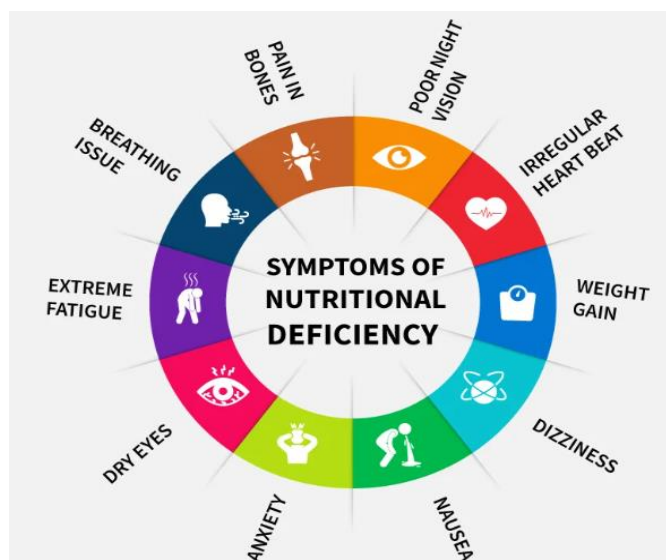 SYMPTOMS OF
NUTRITIONAL
DEFICIENCY
POOR NIGHT
VISION
IRREGULAR
HEART BEAT
WEIGHT
GAIN
DIZZINESS
NAUSEA
ANXIETY
DRY EYES
EXTREME
FATIGUE
BREATHING
ISSUE
PAIN IN
BONES